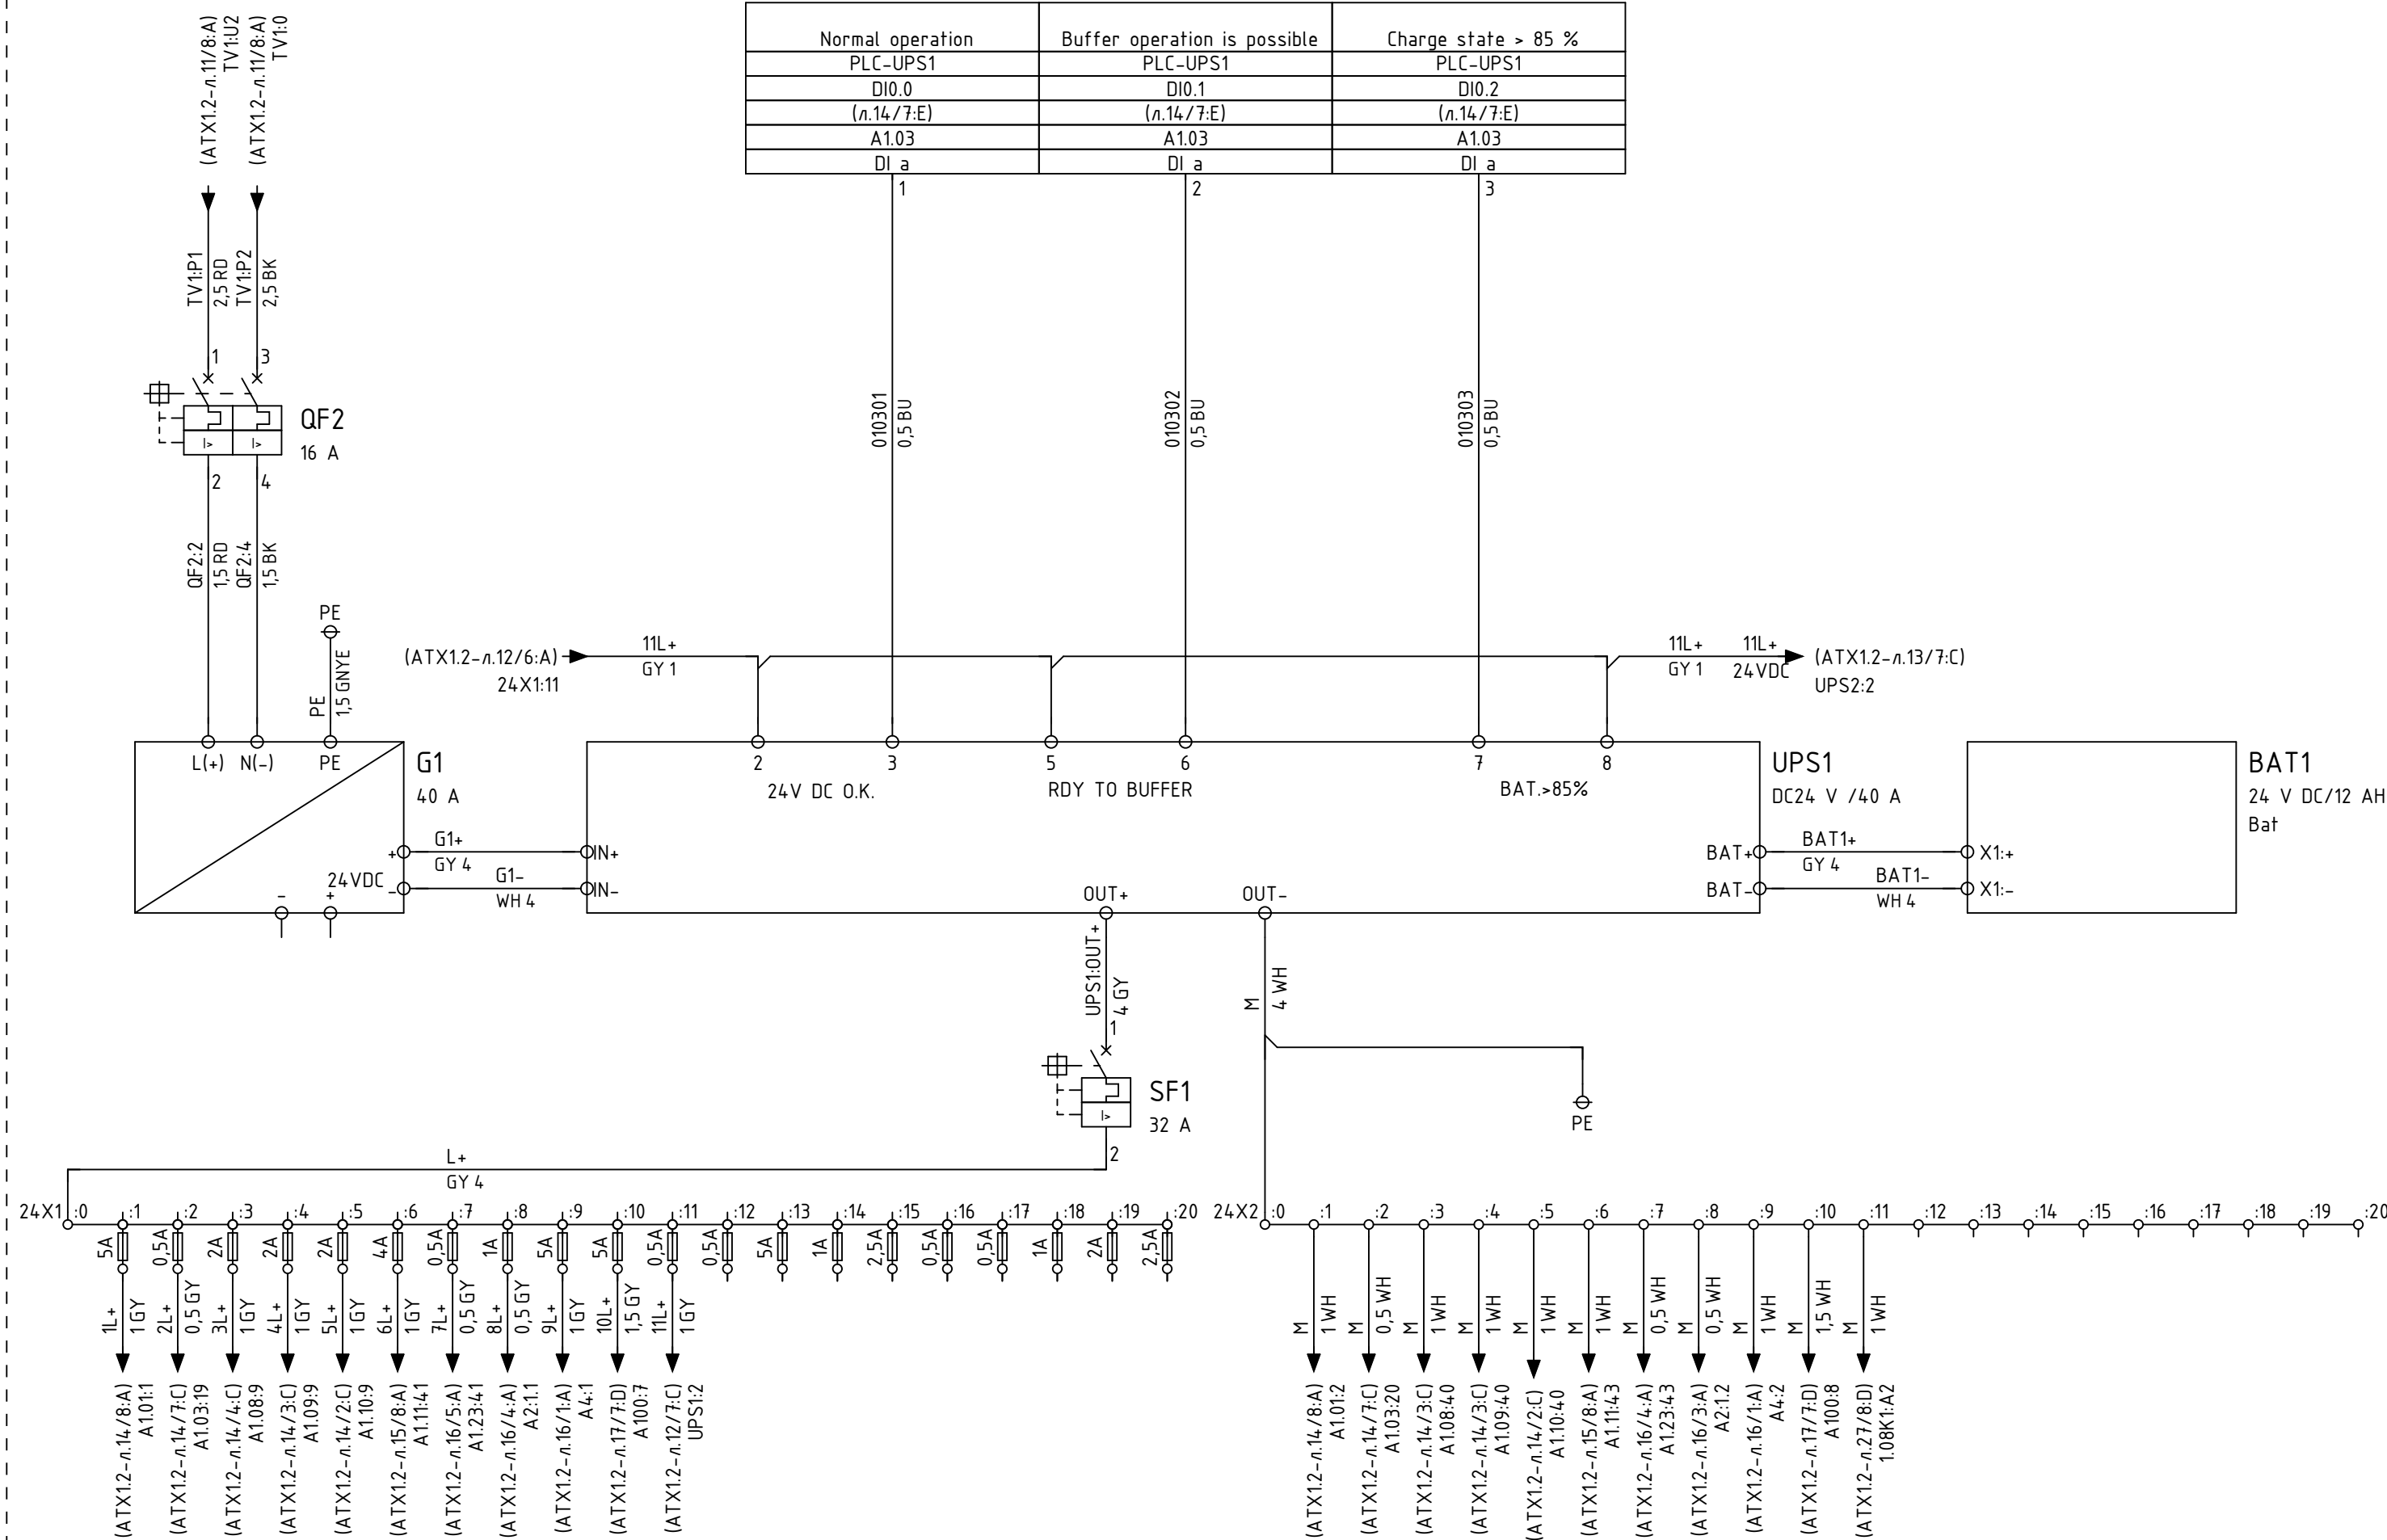 (ATX1.2-л.11/8:A)
TV1:U2
(ATX1.2-л.11/8:A)
TV1:0
Normal operation
Buffer operation is possible
Charge state > 85 %
PLC-UPS1
PLC-UPS1
PLC-UPS1
DI0.0
DI0.1
DI0.2
(л.14/7:E)
(л.14/7:E)
(л.14/7:E)
A1.03
A1.03
A1.03
DI a
DI a
DI a
1
2
3
TV1:P1
2,5 RD
TV1:P2
2,5 BK
1
3
QF2
16 A
I>
I>
2
4
010301
0,5 BU
010302
0,5 BU
010303
0,5 BU
QF2:2
1,5 RD
QF2:4
1,5 BK
PE
PE
1,5 GNYE
(ATX1.2-л.12/6:A)
24X1:11
11L+
GY 1
11L+
GY 1
11L+
24VDC
(ATX1.2-л.13/7:C)
UPS2:2
L(+)
N(-)
PE
G1
40 A
2
3
5
6
7
8
24V DC O.K.
RDY TO BUFFER
BAT.>85%
UPS1
DC24 V /40 A
BAT1
24 V DC/12 AH
Bat
+
G1+
GY 4
IN+
24VDC
-
G1-
WH 4
IN-
-
+
BAT+
BAT1+
GY 4
X1:+
BAT-
BAT1-
WH 4
X1:-
OUT+
OUT-
UPS1:OUT+
4 GY
M
4 WH
1
SF1
32 A
I>
2
PE
L+
GY 4
24X1
:0
:1
:2
:3
:4
:5
:6
:7
:8
:9
:10
:11
:12
:13
:14
:15
:16
:17
:18
:19
:20
24X2
:0
:1
:2
:3
:4
:5
:6
:7
:8
:9
:10
:11
:12
:13
:14
:15
:16
:17
:18
:19
:20
5A
0,5A
2A
2A
2A
4A
0,5A
1A
5A
5A
0,5A
0,5A
5A
1A
2,5A
0,5A
0,5A
1A
2A
2,5A
1L+
1 GY
2L+
0,5 GY
3L+
1 GY
4L+
1 GY
5L+
1 GY
6L+
1 GY
7L+
0,5 GY
8L+
0,5 GY
9L+
1 GY
10L+
1,5 GY
11L+
1 GY
M
1 WH
M
0,5 WH
M
1 WH
M
1 WH
M
1 WH
M
1 WH
M
0,5 WH
M
0,5 WH
M
1 WH
M
1,5 WH
M
1 WH
(ATX1.2-л.14/8:A)
A1.01:1
(ATX1.2-л.14/7:C)
A1.03:19
(ATX1.2-л.14/4:C)
A1.08:9
(ATX1.2-л.14/3:C)
A1.09:9
(ATX1.2-л.14/2:C)
A1.10:9
(ATX1.2-л.15/8:A)
A1.11:41
(ATX1.2-л.16/5:A)
A1.23:41
(ATX1.2-л.16/4:A)
A2:1.1
(ATX1.2-л.16/1:A)
A4:1
(ATX1.2-л.17/7:D)
A100:7
(ATX1.2-л.12/7:C)
UPS1:2
(ATX1.2-л.14/8:A)
A1.01:2
(ATX1.2-л.14/7:C)
A1.03:20
(ATX1.2-л.14/3:C)
A1.08:40
(ATX1.2-л.14/3:C)
A1.09:40
(ATX1.2-л.14/2:C)
A1.10:40
(ATX1.2-л.15/8:A)
A1.11:43
(ATX1.2-л.16/4:A)
A1.23:43
(ATX1.2-л.16/3:A)
A2:1.2
(ATX1.2-л.16/1:A)
A4:2
(ATX1.2-л.17/7:D)
A100:8
(ATX1.2-л.27/8:D)
1.08K1:A2